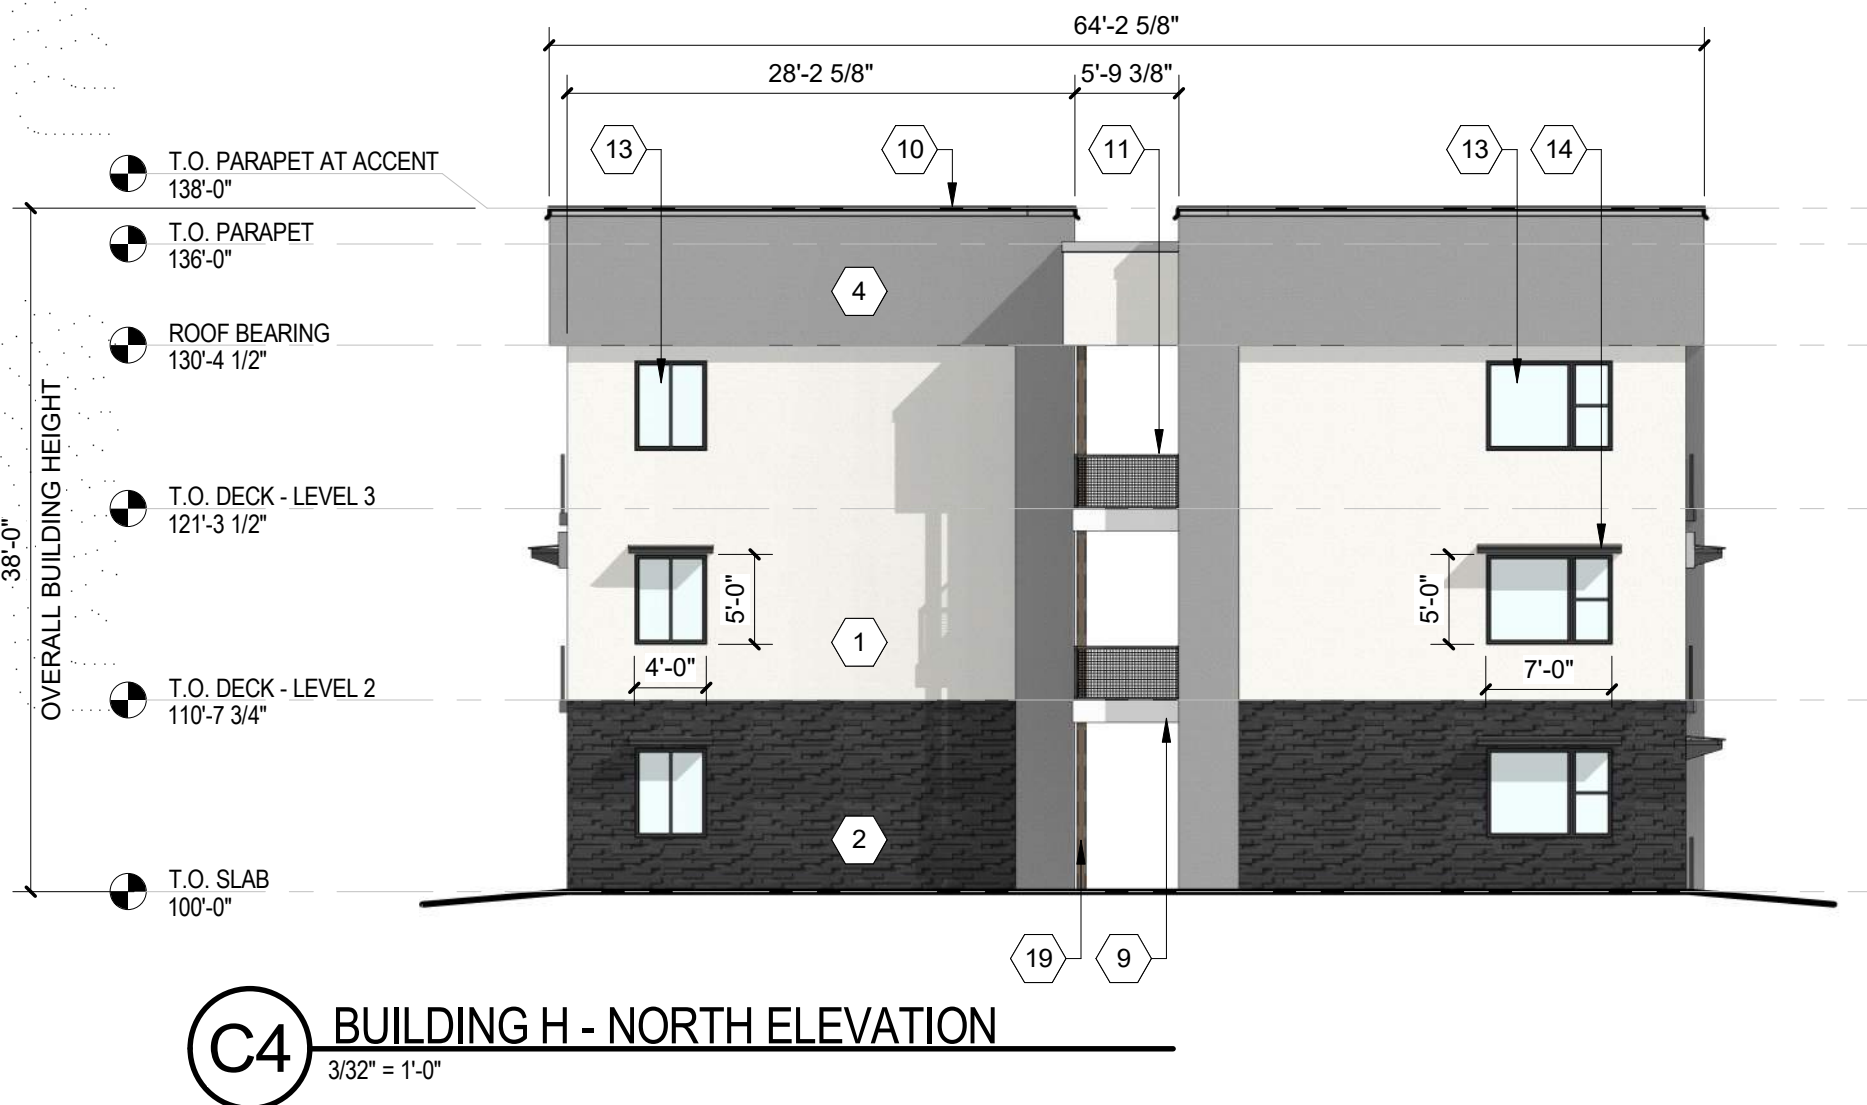 64'-2 5/8"
28'-2 5/8"
5'-9 3/8"
13
10
11
13
14
T.O. PARAPET AT ACCENT
138'-0"
T.O. PARAPET
136'-0"
4
ROOF BEARING
130'-4 1/2"
T.O. DECK - LEVEL 3
121'-3 1/2"
38'-0"
OVERALL BUILDING HEIGHT
5'-0"
5'-0"
1
4'-0"
7'-0"
T.O. DECK - LEVEL 2
110'-7 3/4"
2
T.O. SLAB
100'-0"
19
9
C4
BUILDING H - NORTH ELEVATION
3/32" = 1'-0"